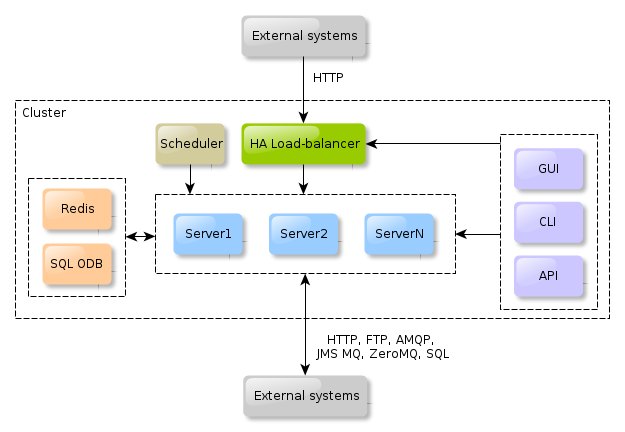 External systems
HTTP
Cluster
Scheduler
HA Load-balancer
GUI
Redis
Server1
Server2
ServerN
CLI
SQL ODB
API
HTTP, FTP, AMQP,
JMS MQ, ZeroMQ, SQL
External systems